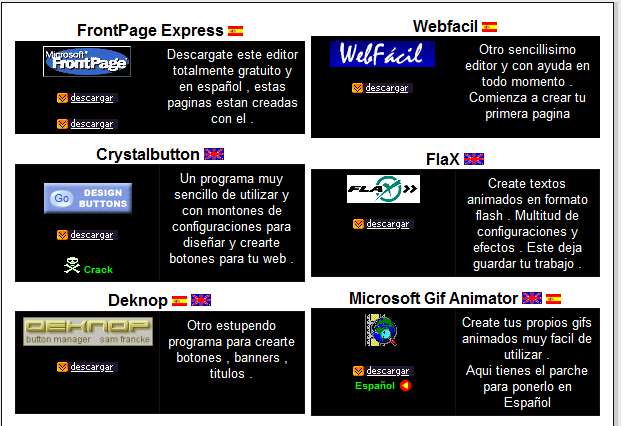 FrontPage Express
Microsoft
FrontPage
descargar
descargar
Descargate este editor
totalmente gratuito y
en español , estas
paginas estan creadas
con el .
Webfacil
WebFácil
descargar
Otro sencillisimo
editor y con ayuda en
todo momento .
Comienza a crear tu
primera pagina
Crystalbutton
Go DESIGN
BUTTONS
descargar
Crack
Un programa muy
sencillo de utilizar y
con montones de
configuraciones para
diseñar y crearte
botones para tu web .
FlaX
FLAX
descargar
Create textos
animados en formato
flash . Multitud de
configuraciones y
efectos . Este deja
guardar tu trabajo .
Deknop
DEKNOP
button manager sam francke
descargar
Otro estupendo
programa para crearte
botones , banners ,
titulos .
Microsoft Gif Animator
descargar
Español
Create tus propios gifs
animados muy facil de
utilizar .
Aqui tienes el parche
para ponerlo en
Español